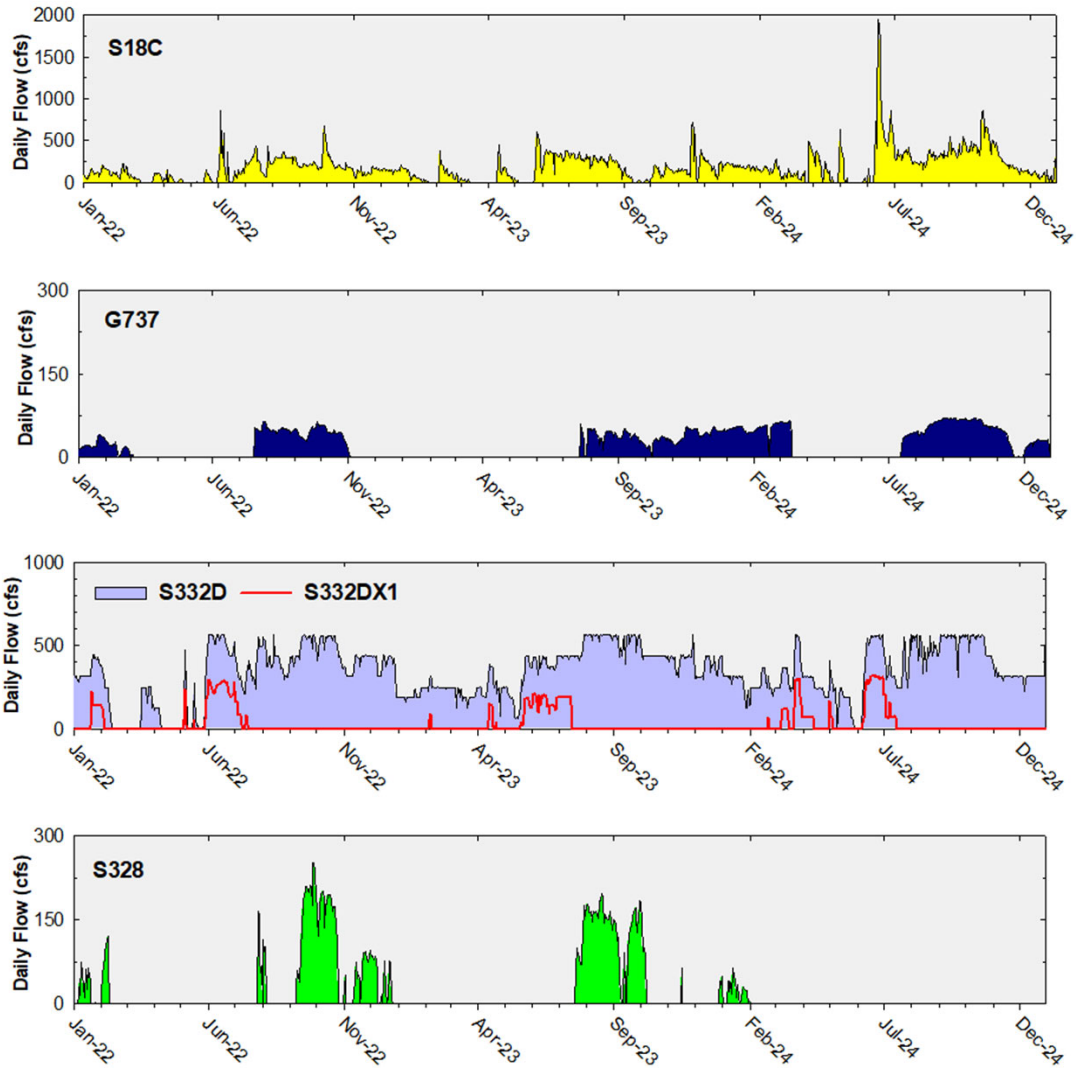 2000
1500
1000
500
0
Daily Flow (cfs)
S18C
Jan-22 Jun-22 Nov-22 Apr-23 Sep-23 Feb-24 Jul-24 Dec-24
300
150
0
Daily Flow (cfs)
G737
Jan-22 Jun-22 Nov-22 Apr-23 Sep-23 Feb-24 Jul-24 Dec-24
1000
500
0
Daily Flow (cfs)
S332D S332DX1
Jan-22 Jun-22 Nov-22 Apr-23 Sep-23 Feb-24 Jul-24 Dec-24
300
150
0
Daily Flow (cfs)
S328
Jan-22 Jun-22 Nov-22 Apr-23 Sep-23 Feb-24 Jul-24 Dec-24